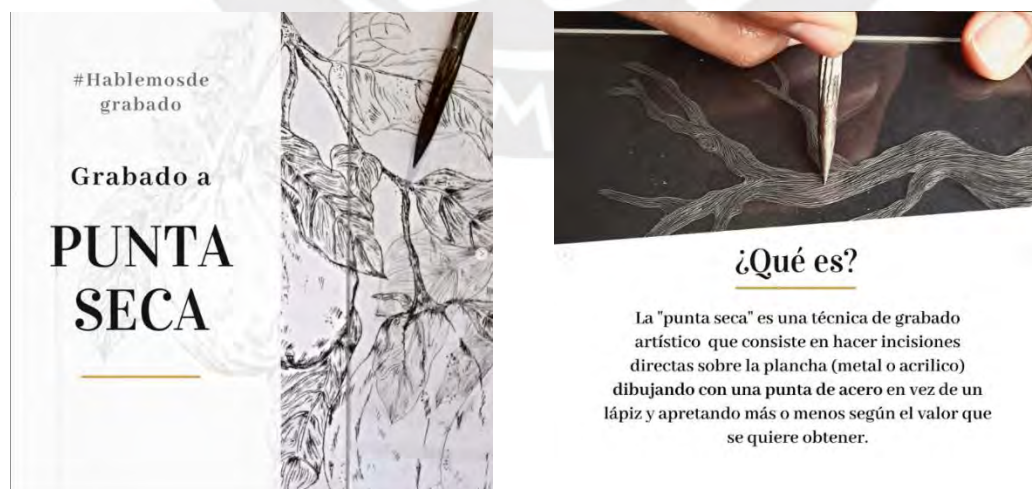 #Hablemosde
grabado
Grabado a
PUNTA
SECA
¿Qué es?
La "punta seca" es una técnica de grabado
artístico que consiste en hacer incisiones
directas sobre la plancha (metal o acrilico)
dibujando con una punta de acero en vez de un
lápiz y apretando más o menos según el valor que
se quiere obtener.